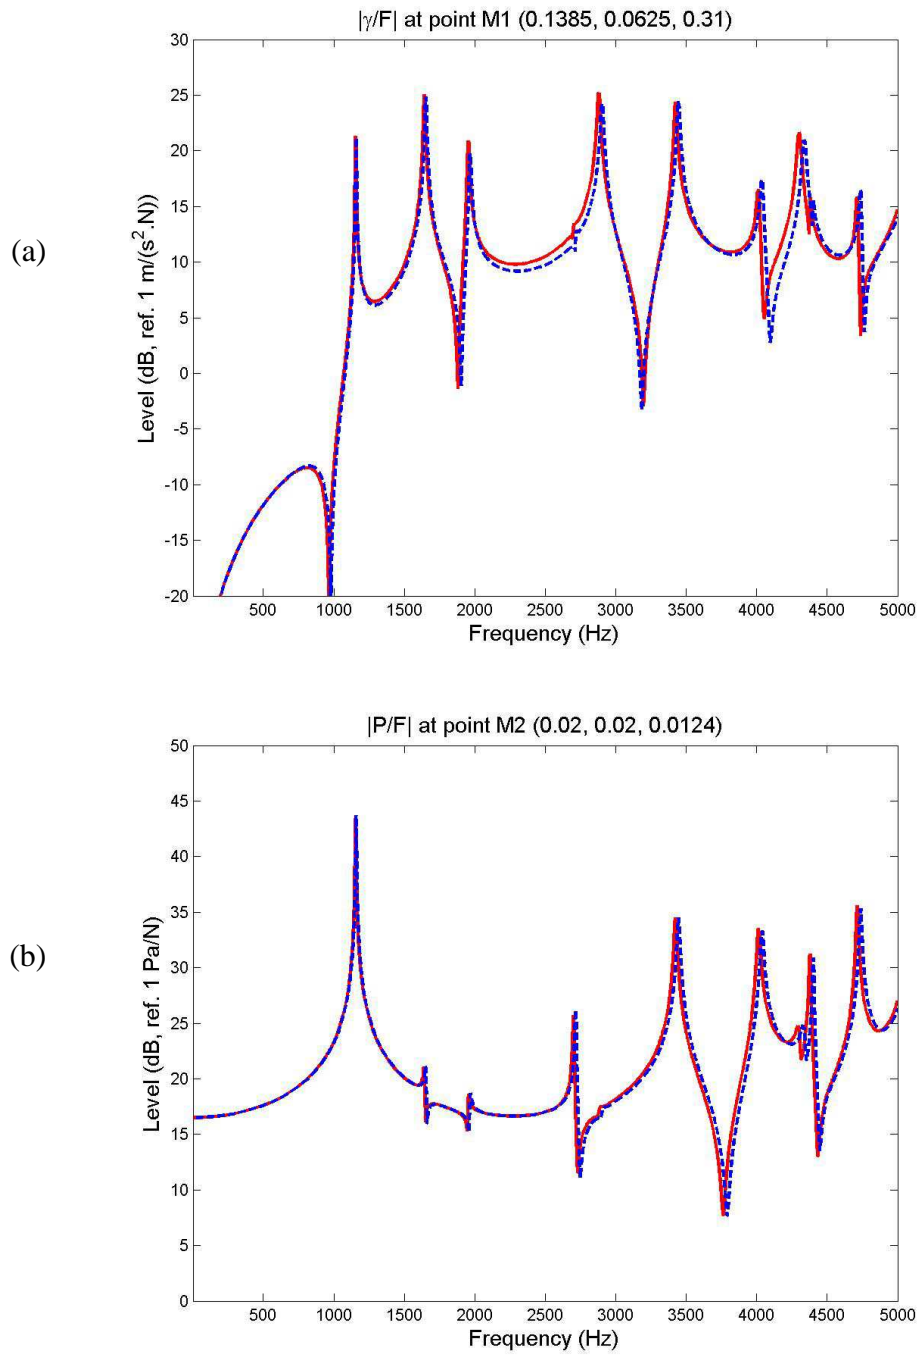 (a)
|γ/F| at point M1 (0.1385, 0.0625, 0.31)
Level (dB, ref. 1 m/(s².N))
30
25
20
15
10
5
0
-5
-10
-15
-20
500 1000 1500 2000 2500 3000 3500 4000 4500 5000
Frequency (Hz)
(b)
|P/F| at point M2 (0.02, 0.02, 0.0124)
Level (dB, ref. 1 Pa/N)
50
45
40
35
30
25
20
15
10
5
0
500 1000 1500 2000 2500 3000 3500 4000 4500 5000
Frequency (Hz)